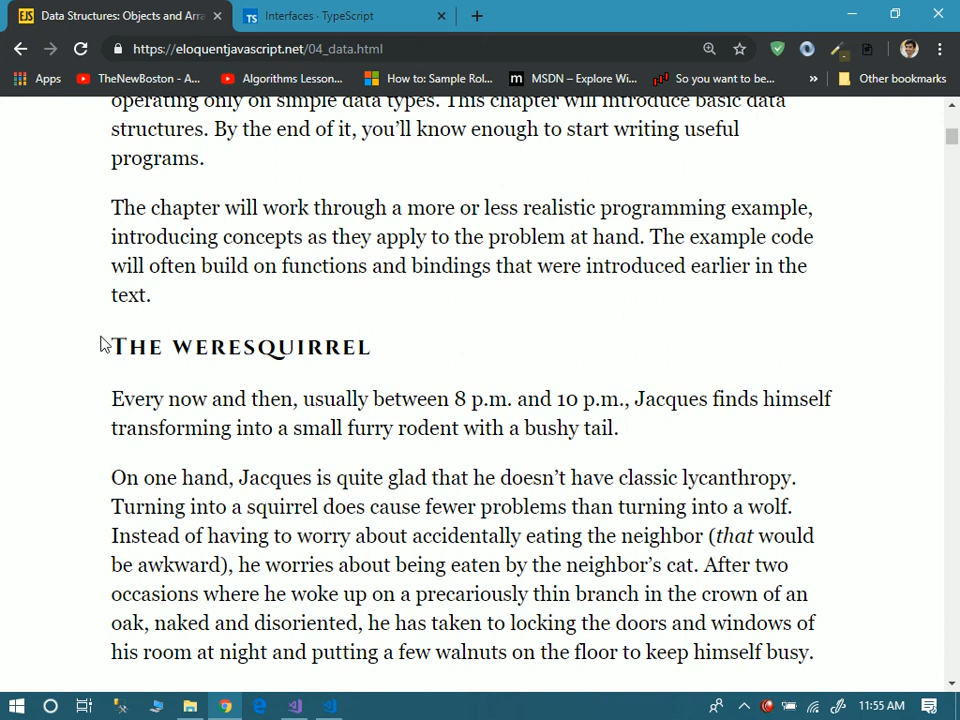 Data Structures: Objects and Arra
Interfaces · TypeScript
https://eloquentjavascript.net/04_data.html
Apps
TheNewBoston - A...
Algorithms Lesson...
How to: Sample Rol...
MSDN – Explore Wi...
So you want to be...
»
Other bookmarks
operating only on simple data types. This chapter will introduce basic data
structures. By the end of it, you’ll know enough to start writing useful
programs.
The chapter will work through a more or less realistic programming example,
introducing concepts as they apply to the problem at hand. The example code
will often build on functions and bindings that were introduced earlier in the
text.
The weresquirrel
Every now and then, usually between 8 p.m. and 10 p.m., Jacques finds himself
transforming into a small furry rodent with a bushy tail.
On one hand, Jacques is quite glad that he doesn’t have classic lycanthropy.
Turning into a squirrel does cause fewer problems than turning into a wolf.
Instead of having to worry about accidentally eating the neighbor (that would
be awkward), he worries about being eaten by the neighbor’s cat. After two
occasions where he woke up on a precariously thin branch in the crown of an
oak, naked and disoriented, he has taken to locking the doors and windows of
his room at night and putting a few walnuts on the floor to keep himself busy.
11:55 AM